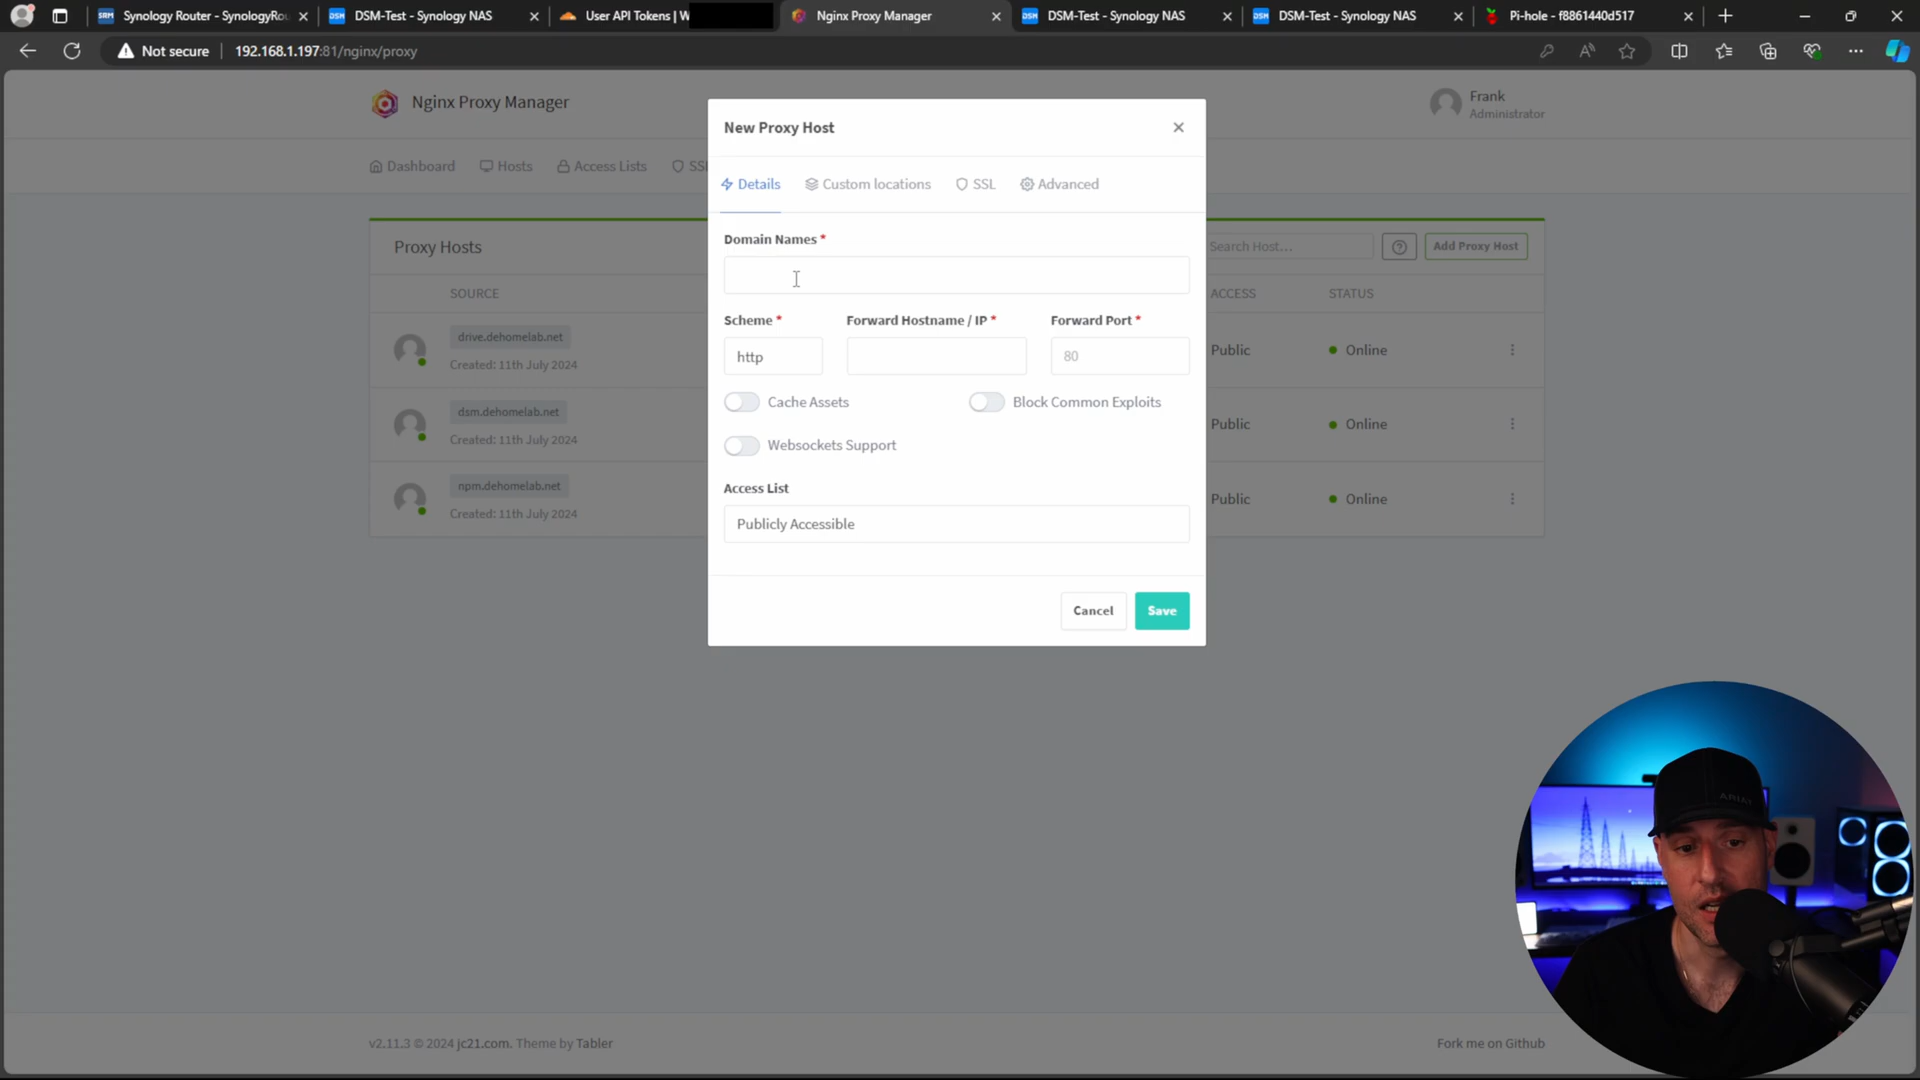 SRM Synology Router - SynologyRou
DSM DSM-Test - Synology NAS
User API Tokens | W
Nginx Proxy Manager
DSM DSM-Test - Synology NAS
DSM DSM-Test - Synology NAS
Pi-hole - f8861440d517
Not secure 192.168.1.197:81/nginx/proxy
Nginx Proxy Manager
Frank
Administrator
Dashboard Hosts Access Lists SSL
New Proxy Host
Details Custom locations SSL Advanced
Domain Names *
Scheme * Forward Hostname / IP * Forward Port *
http 80
Cache Assets Block Common Exploits
Websockets Support
Access List
Publicly Accessible
Cancel Save
Proxy Hosts Search Host... Add Proxy Host
SOURCE ACCESS STATUS
drive.dehomelab.net
Created: 11th July 2024
Public Online
dsm.dehomelab.net
Created: 11th July 2024
Public Online
npm.dehomelab.net
Created: 11th July 2024
Public Online
v2.11.3 © 2024 jc21.com. Theme by Tabler
Fork me on Github